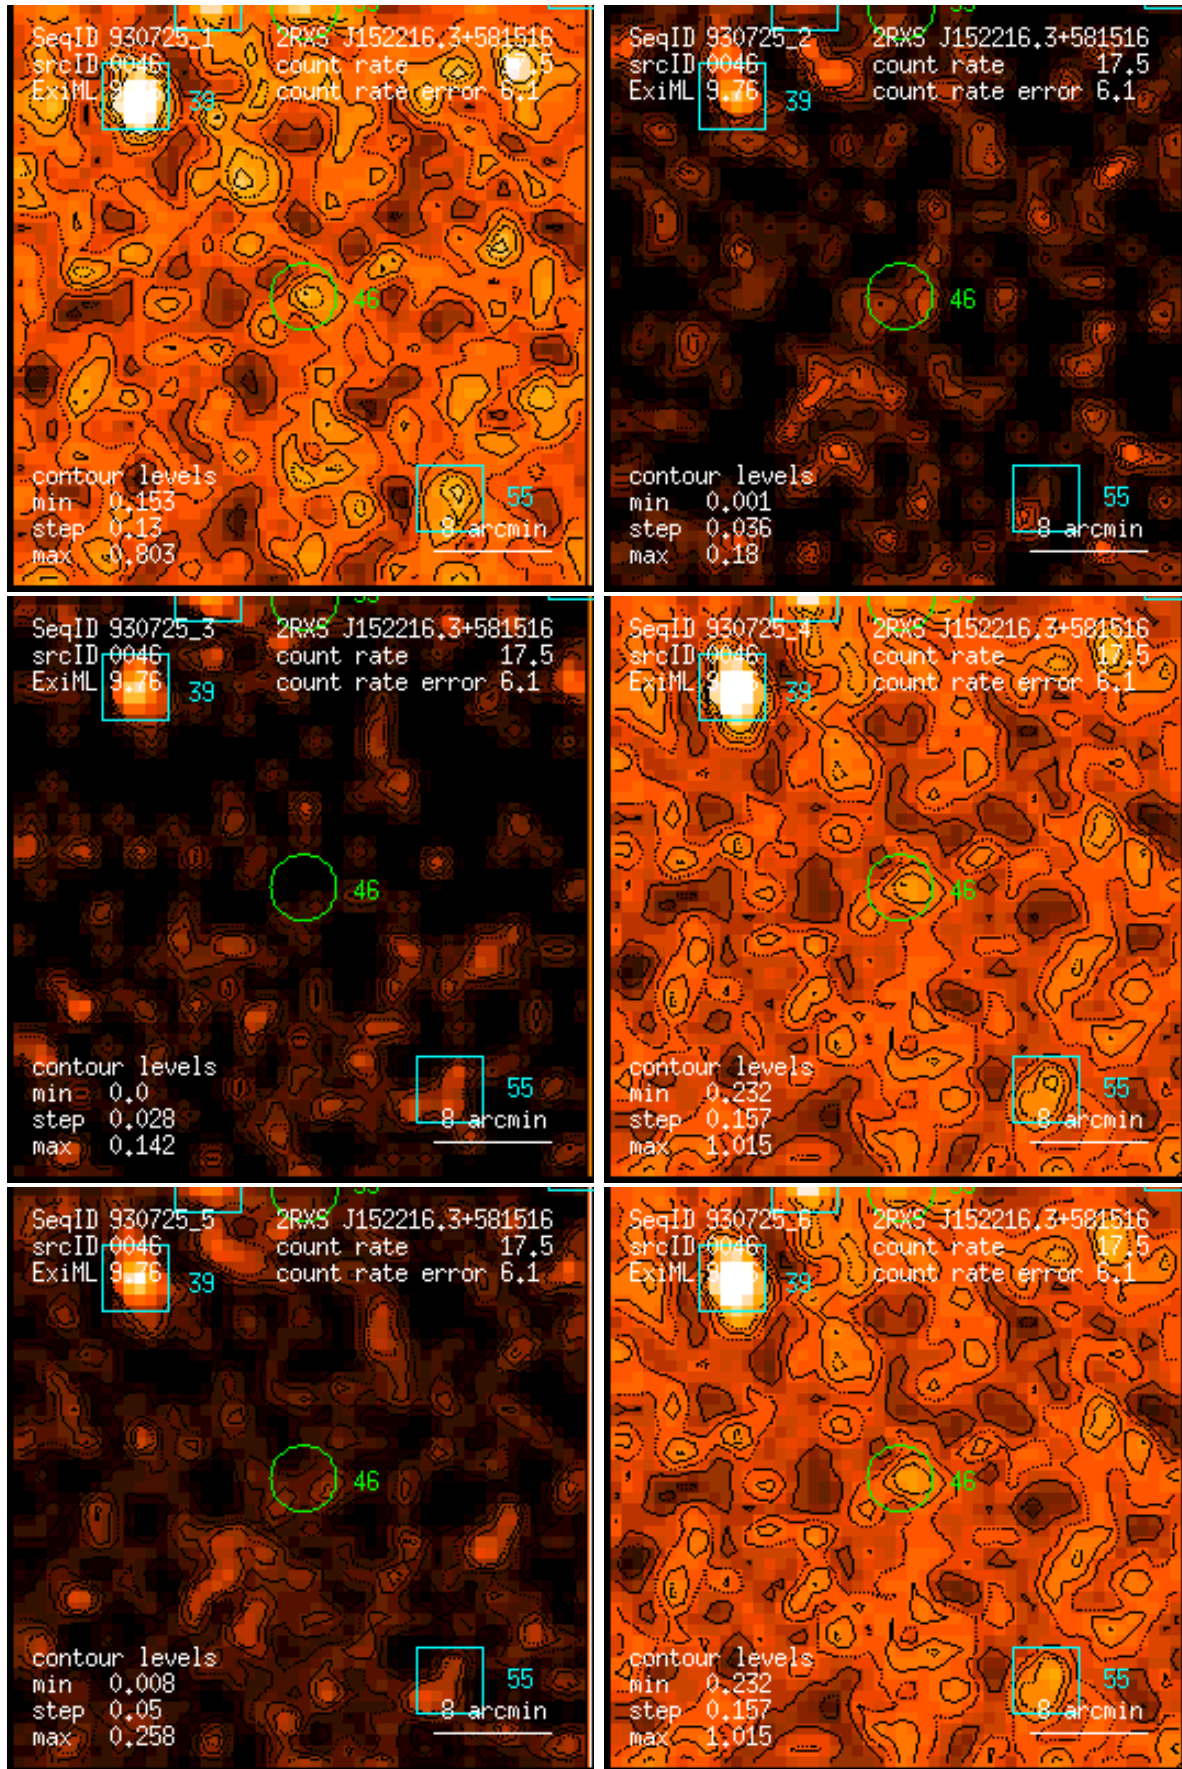 SeqID 930725_1 2RXS J152216.3+581516
srcID 0046 count rate 17.5
ExiML 9.76 39 count rate error 6.1
46
contour levels
min 0.153
55
step 0.13
8 arcmin
max 0.803
SeqID 930725_2 2RXS J152216.3+581516
srcID 0046 count rate 17.5
ExiML 9.76 39 count rate error 6.1
46
contour levels
min 0.001
55
step 0.036
8 arcmin
max 0.18
SeqID 930725_3 2RXS J152216.3+581516
srcID 0046 count rate 17.5
ExiML 9.76 39 count rate error 6.1
46
contour levels
min 0.0
55
step 0.028
8 arcmin
max 0.142
SeqID 930725_4 2RXS J152216.3+581516
srcID 0046 count rate 17.5
ExiML 39 count rate error 6.1
46
contour levels
min 0.232
55
step 0.157
8 arcmin
max 1.015
SeqID 930725_5 2RXS J152216.3+581516
srcID 0046 count rate 17.5
ExiML 9.76 39 count rate error 6.1
46
contour levels
min 0.008
55
step 0.05
8 arcmin
max 0.258
SeqID 930725_6 2RXS J152216.3+581516
srcID 0046 count rate 17.5
ExiML 39 count rate error 6.1
46
contour levels
min 0.232
55
step 0.157
8 arcmin
max 1.015